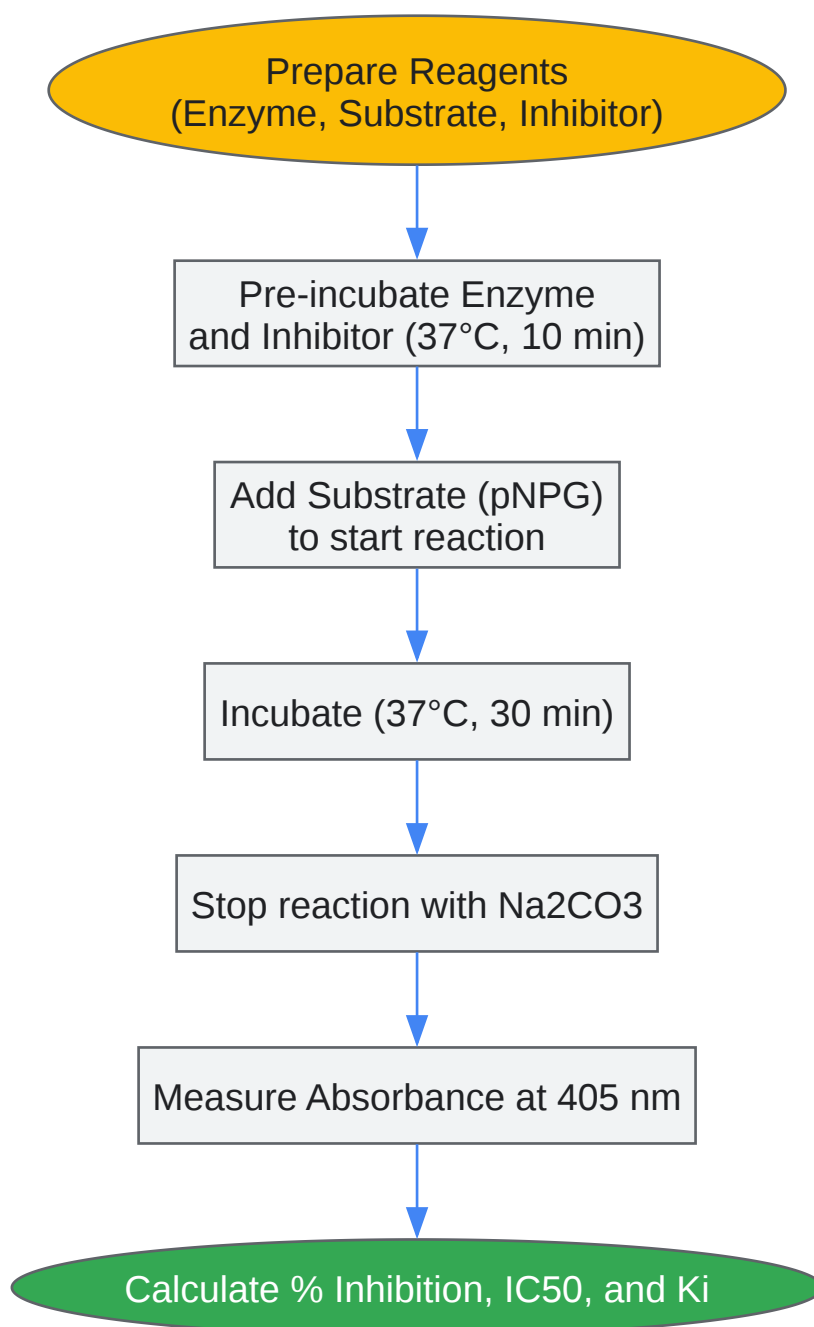 Prepare Reagents
(Enzyme, Substrate, Inhibitor)
Pre-incubate Enzyme
and Inhibitor (37°C, 10 min)
Add Substrate (pNPG)
to start reaction
Incubate (37°C, 30 min)
Stop reaction with Na2CO3
Measure Absorbance at 405 nm
Calculate % Inhibition, IC50, and Ki